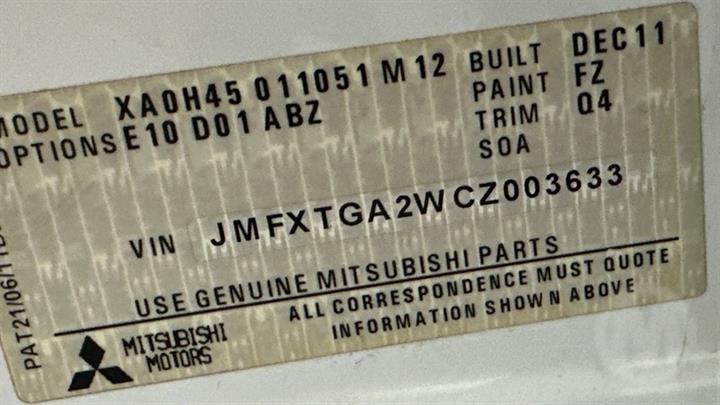 MODEL XA0H45 011051 M12 BUILT DEC11
OPTIONS E10 D01 ABZ PAINT FZ
TRIM Q4
SOA
VIN JMFXTGA2WCZ003633
USE GENUINE MITSUBISHI PARTS
ALL CORRESPONDENCE MUST QUOTE
INFORMATION SHOWN ABOVE
MITSUBISHI
MOTORS